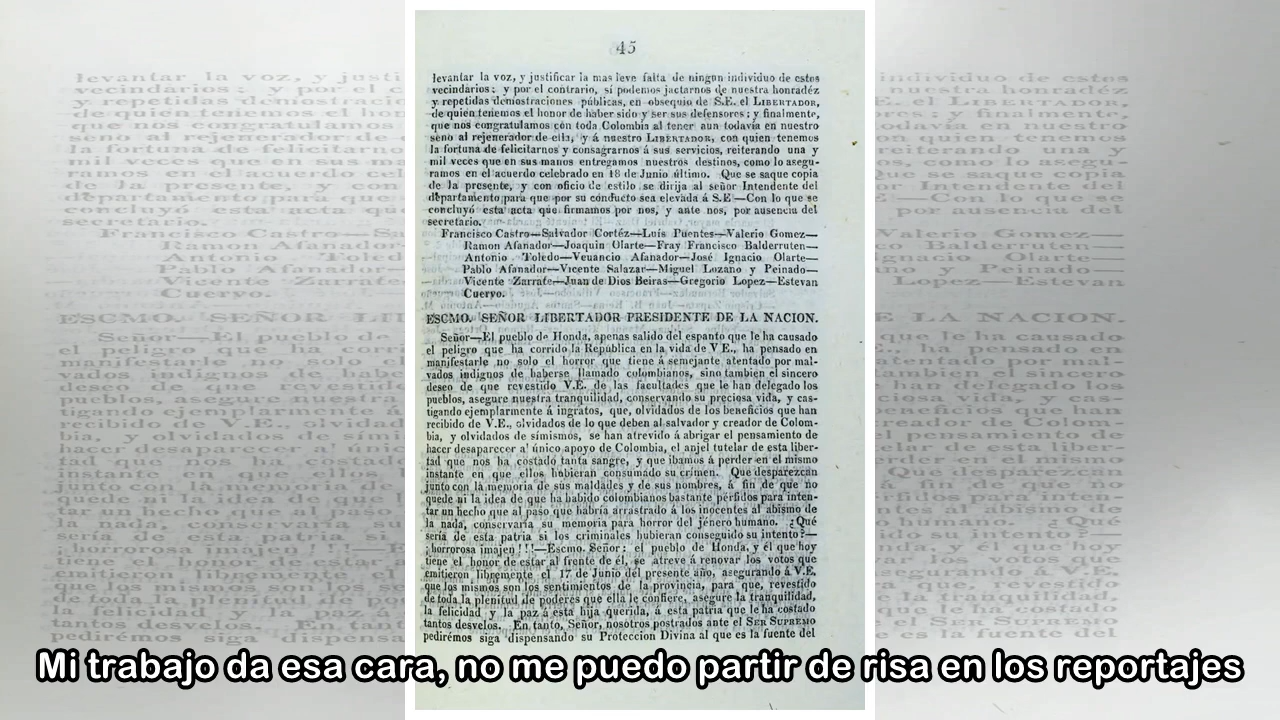 45
levantar la voz, y justificar la mas leve falta de ningun individuo de estos
vecindarios: y por el contrario, sí podemos jactarnos de nuestra honradéz
y repetidas demostraciones públicas, en obsequio de S.E. el LIBERTADOR,
de quien tenemos el honor de haber sido y ser sus defensores; y finalmente,
que nos congratulamos con toda Colombia al tener aun todavía en nuestro
seno al rejenerador de ella, y á nuestro LIBERTADOR, con quien tenemos
la fortuna de felicitarnos y consagrarnos á sus servicios, reiterando una y
mil veces que en sus manos entregamos nuestros destinos, como lo asegu-
ramos en el acuerdo celebrado en 18 de Junio último. Que se saque copia
de la presente, y con oficio de estilo se dirija al señor Intendente del
departamento para que por su conducto sea elevada á S.E—Con lo que se
concluyó esta acta que firmamos por nos, y ante nos, por ausencia del
secretario.
Francisco Castro—Salvador Cortéz—Luis Puentes—Valerio Gomez—
Ramon Afanador—Joaquin Olarte—Fray Francisco Balderruten—
Antonio Toledo—Veuancio Afanador—José Ignacio Olarte—
Pablo Afanador—Vicente Salazar—Miguel Lozano y Peinado—
Vicente Zarrate—Juan de Dios Beiras—Gregorio Lopez—Estevan
Cuervo.
ESCMO. SEÑOR LIBERTADOR PRESIDENTE DE LA NACION.
Señor—El pueblo de Honda, apenas salido del espanto que le ha causado
el peligro que ha corrido la República en la vida de V.E., ha pensado en
manifestarle no solo el horror que tiene á semejante atentado por mal-
vados indignos de haberse llamado colombianos, sino tambien el sincero
deseo de que revestido V.E. de las facultades que le han delegado los
pueblos, asegure nuestra tranquilidad, conservando su preciosa vida, y cas-
tigando ejemplarmente á ingratos, que, olvidados de los beneficios que han
recibido de V.E., olvidados de lo que deben al salvador y creador de Colom-
bia, y olvidados de símismos, se han atrevido á abrigar el pensamiento de
hacer desaparecer al único apoyo de Colombia, el anjel tutelar de esta liber-
tad que nos ha costado tanta sangre, y que ibamos á perder en el mismo
instante en que ellos hubieran consumado su crimen. Que desparezcan
junto con la memoria de sus maldades y de sus nombres, á fin de que no
quede ni la idea de que ha habido colombianos bastante pérfidos para inten-
tar un hecho que al paso que habría arrastrado á los inocentes al abismo de
la nada, conservaria su memoria para horror del jénero humano. ¿Qué
sería de esta patria si los criminales hubieran conseguido su intento?—
¡horrorosa imajen!!!—Escmo. Señor: el pueblo de Honda, y él que hoy
tiene el honor de estar al frente de él, se atreve á renovar los votos que
emitieron libremente el 17 de Junio del presente año, asegurando á V.E.
que los mismos son los sentimientos de la provincia, para que, revestido
de toda la plenitud de poderes que ella le confiere, asegure la tranquilidad,
la felicidad y la paz á esta hija querida, á esta patria que le ha costado
tantos desvelos. En tanto, Señor, nosotros postrados ante el SER SUPREMO
pedirémos siga dispensando su Proteccion Divina al que es la fuente del
Mi trabajo da esa cara, no me puedo partir de risa en los reportajes